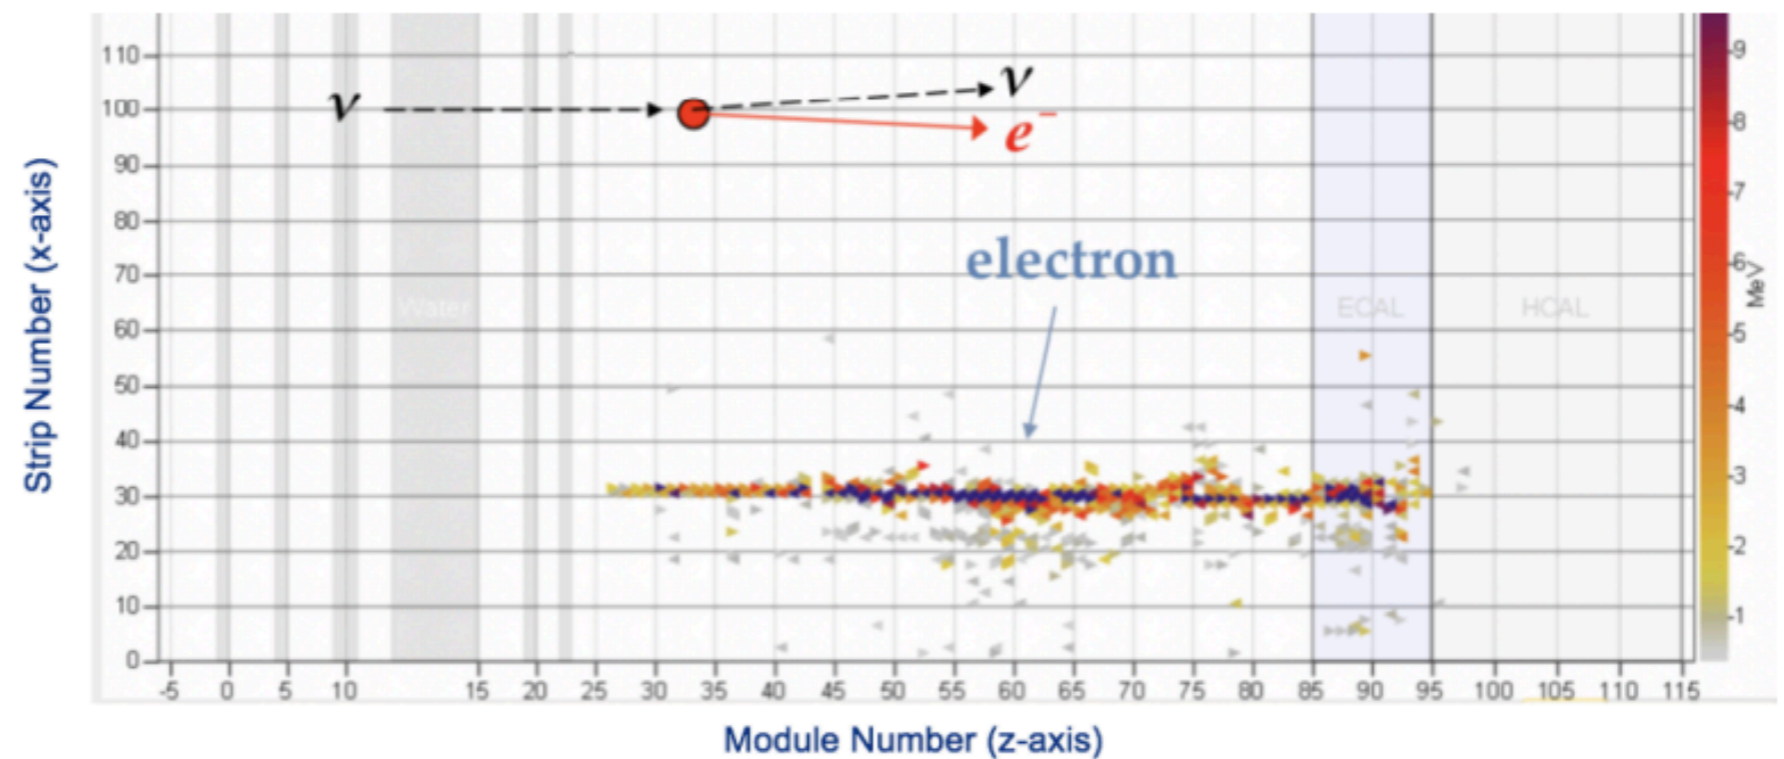 110
100
90
80
70
60
50
40
30
20
10
0
Strip Number (x-axis)
ν
ν
e⁻
electron
Water
ECAL
HCAL
9
8
7
6
5
4
3
2
1
MeV
-5 0 5 10 15 20 25 30 35 40 45 50 55 60 65 70 75 80 85 90 95 100 105 110 115
Module Number (z-axis)